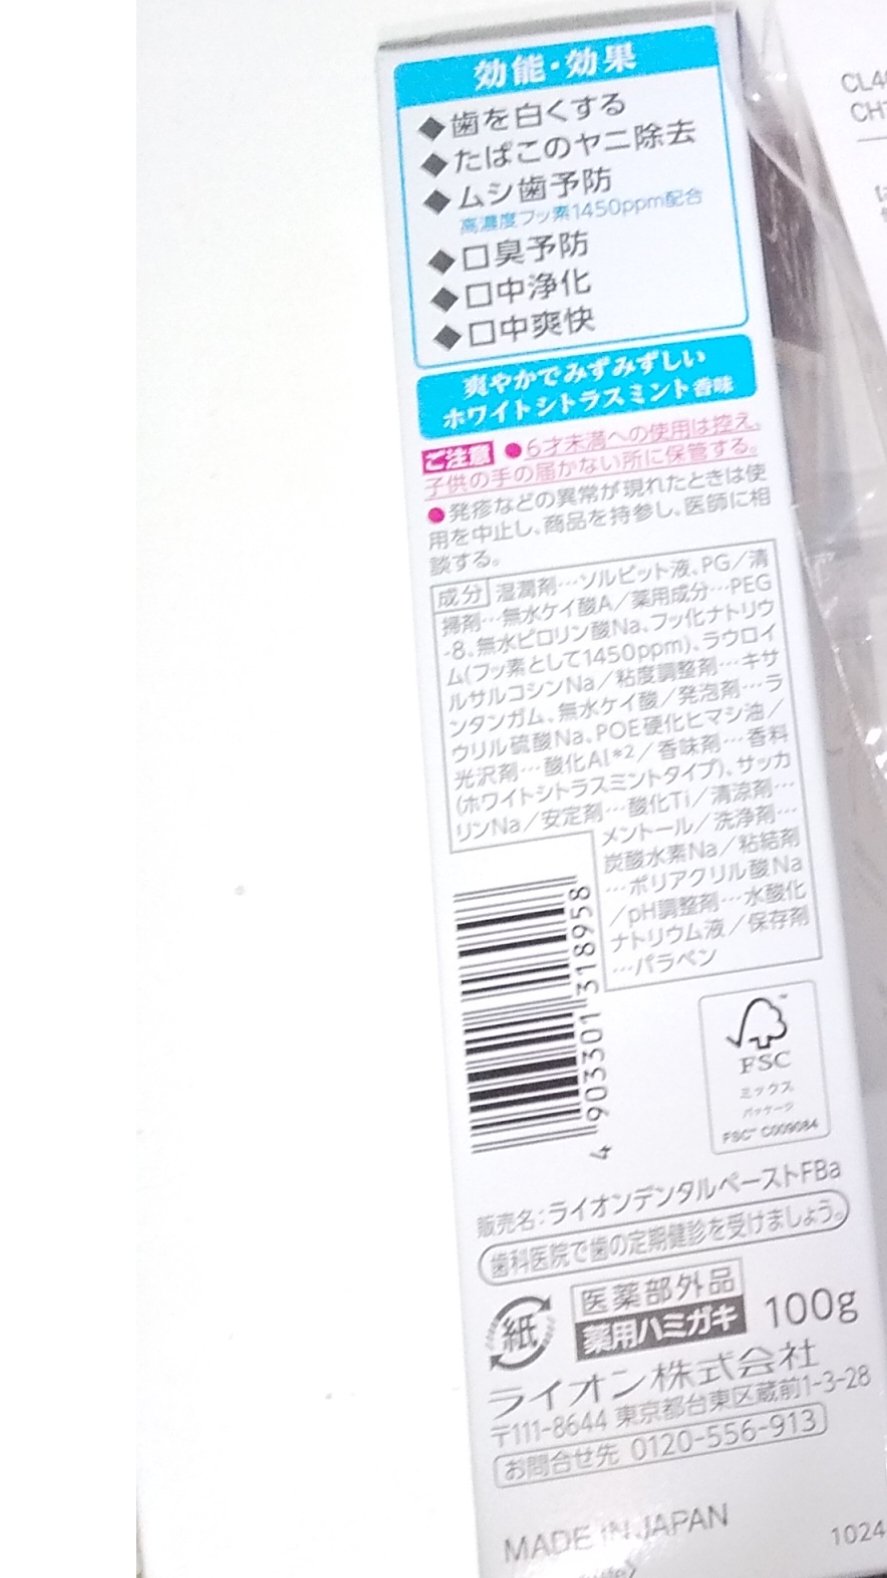 効能・効果
◆歯を白くする
◆たばこのヤニ除去
◆ムシ歯予防
高濃度フッ素1450ppm配合
◆口臭予防
◆口中浄化
◆口中爽快
爽やかでみずみずしい
ホワイトシトラスミント香味
ご注意 ●6才未満への使用は控え、
子供の手の届かない所に保管する。
●発疹などの異常が現れたときは使
用を中止し、商品を持参し、医師に相
談する。
成分 湿潤剤…ソルビット液、PG/清
掃剤…無水ケイ酸A/薬用成分…PEG
-8、無水ピロリン酸Na、フッ化ナトリウ
ム(フッ素として1450ppm)、ラウロイ
ルサルコシンNa/粘度調整剤…キサ
ンタンガム、無水ケイ酸/発泡剤…ラ
ウリル硫酸Na、POE硬化ヒマシ油/
光沢剤…酸化Al*2/香味剤…香料
(ホワイトシトラスミントタイプ)、サッカ
リンNa/安定剤…酸化Ti/清涼剤…
メントール/洗浄剤…
炭酸水素Na/粘結剤
…ポリアクリル酸Na
/pH調整剤…水酸化
ナトリウム液/保存剤
…パラベン
4 903301 318958
FSC
ミックス
パッケージ
FSC™ C009084
販売名:ライオンデンタルペーストFBa
歯科医院で歯の定期健診を受けましょう。
紙
医薬部外品
薬用ハミガキ 100g
ライオン株式会社
〒111-8644 東京都台東区蔵前1-3-28
お問合せ先 0120-556-913
MADE IN JAPAN
1024
CL4
CH